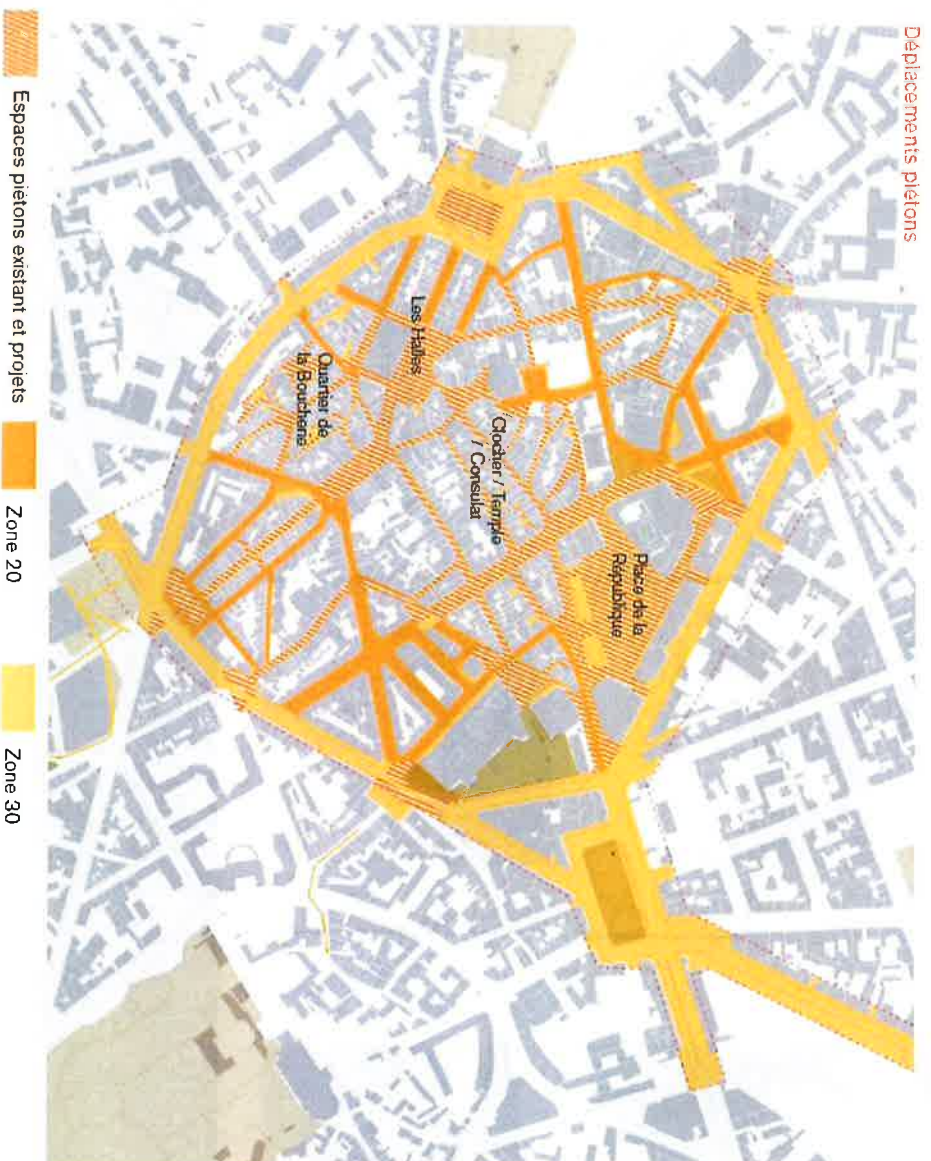 Déplacements piétons
Place de la
République
Clocher / Temple
/ Consulat
Les Halles
Quartier de
la Boucherie
Espaces piétons existant et projets
Zone 20
Zone 30